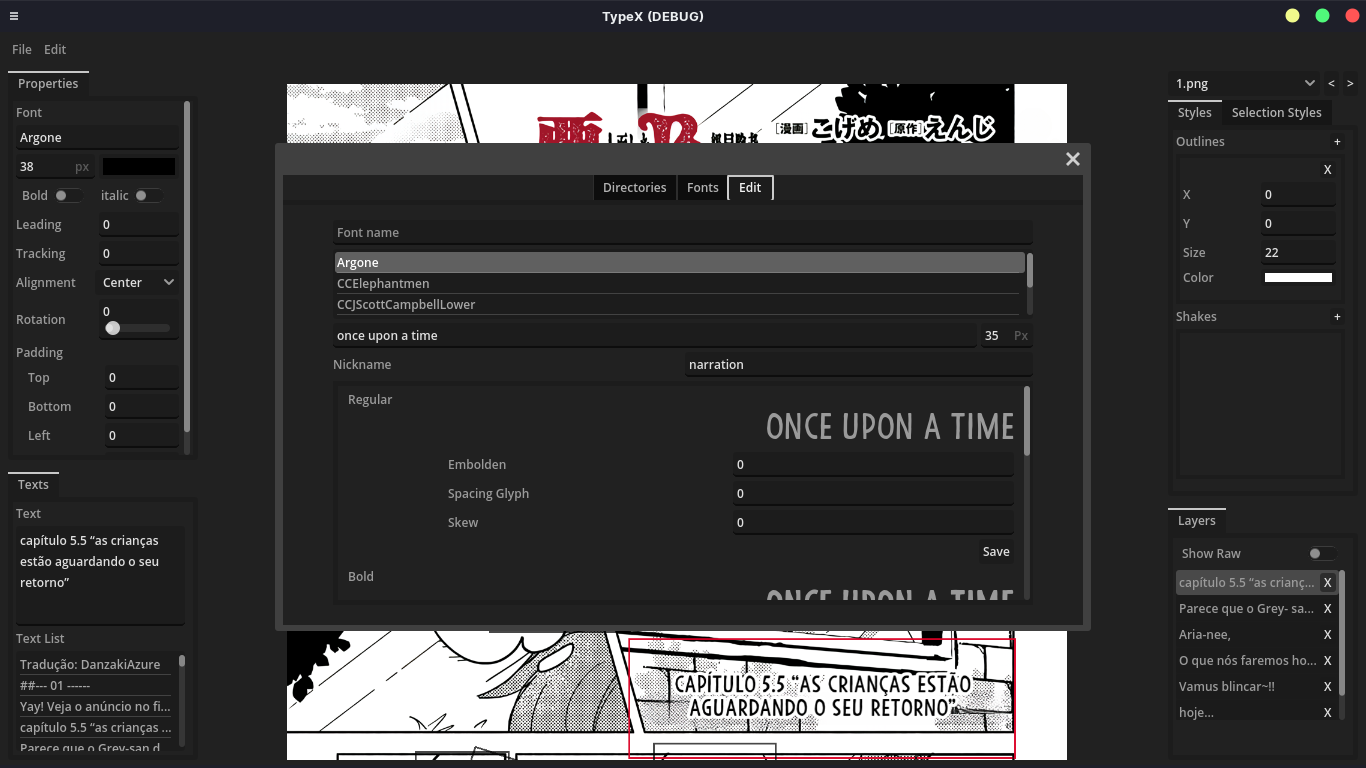 TypeX (DEBUG)
File Edit
Properties
Font
Argone
38 px
Bold italic
Leading 0
Tracking 0
Alignment Center
Rotation 0
Padding
Top 0
Bottom 0
Left 0
Texts
Text
capítulo 5.5 “as crianças
estão aguardando o seu
retorno”
Text List
Tradução: DanzakiAzure
##--- 01 ------
Yay! Veja o anúncio no fi...
capítulo 5.5 “as crianças ...
Parece que o Grey-san d
[漫画]こげめ [原作]えんじ
Directories Fonts Edit
Font name
Argone
CCElephantmen
CCJScottCampbellLower
once upon a time 35 Px
Nickname narration
Regular
ONCE UPON A TIME
Embolden 0
Spacing Glyph 0
Skew 0
Save
Bold
ONCE UPON A TIME
CAPÍTULO 5.5 “AS CRIANÇAS ESTÃO
AGUARDANDO O SEU RETORNO”
1.png < >
Styles Selection Styles
Outlines +
X
X 0
Y 0
Size 22
Color
Shakes +
Layers
Show Raw
capítulo 5.5 “as crianç... X
Parece que o Grey- sa... X
Aria-nee, X
O que nós faremos ho... X
Vamus blincar~!! X
hoje... X